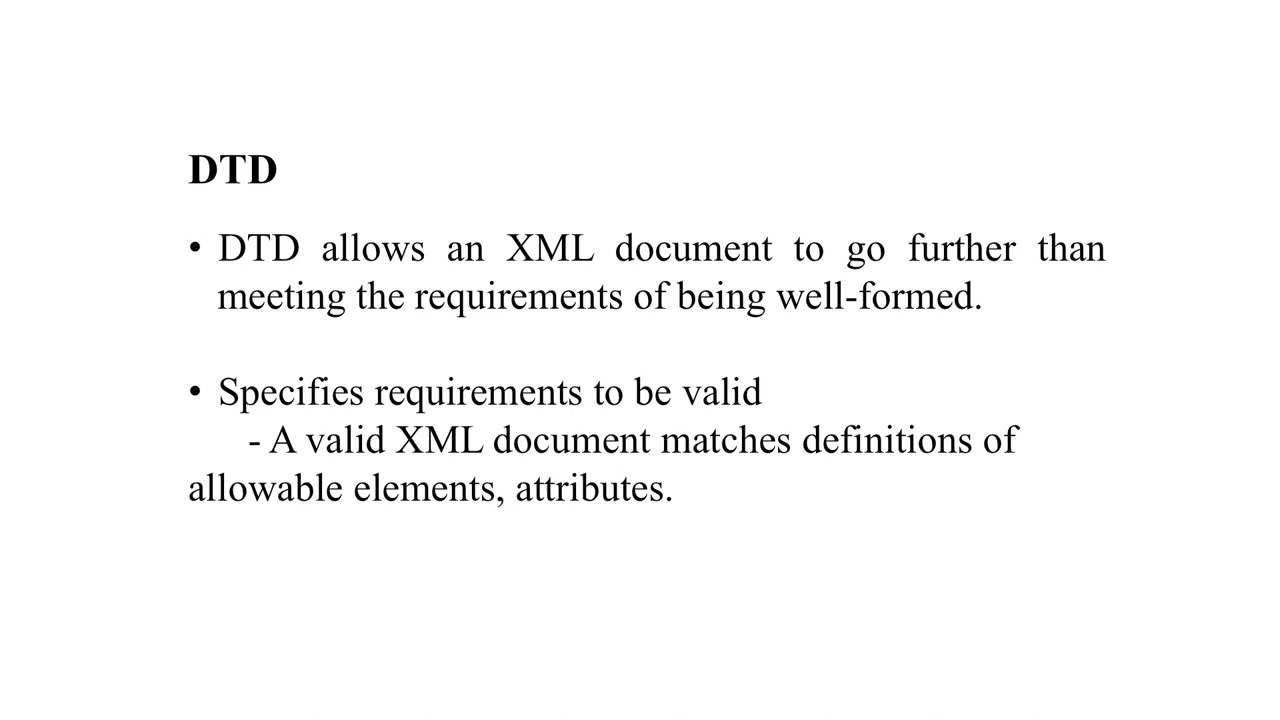 DTD
• DTD allows an XML document to go further than
meeting the requirements of being well-formed.
• Specifies requirements to be valid
- A valid XML document matches definitions of
allowable elements, attributes.